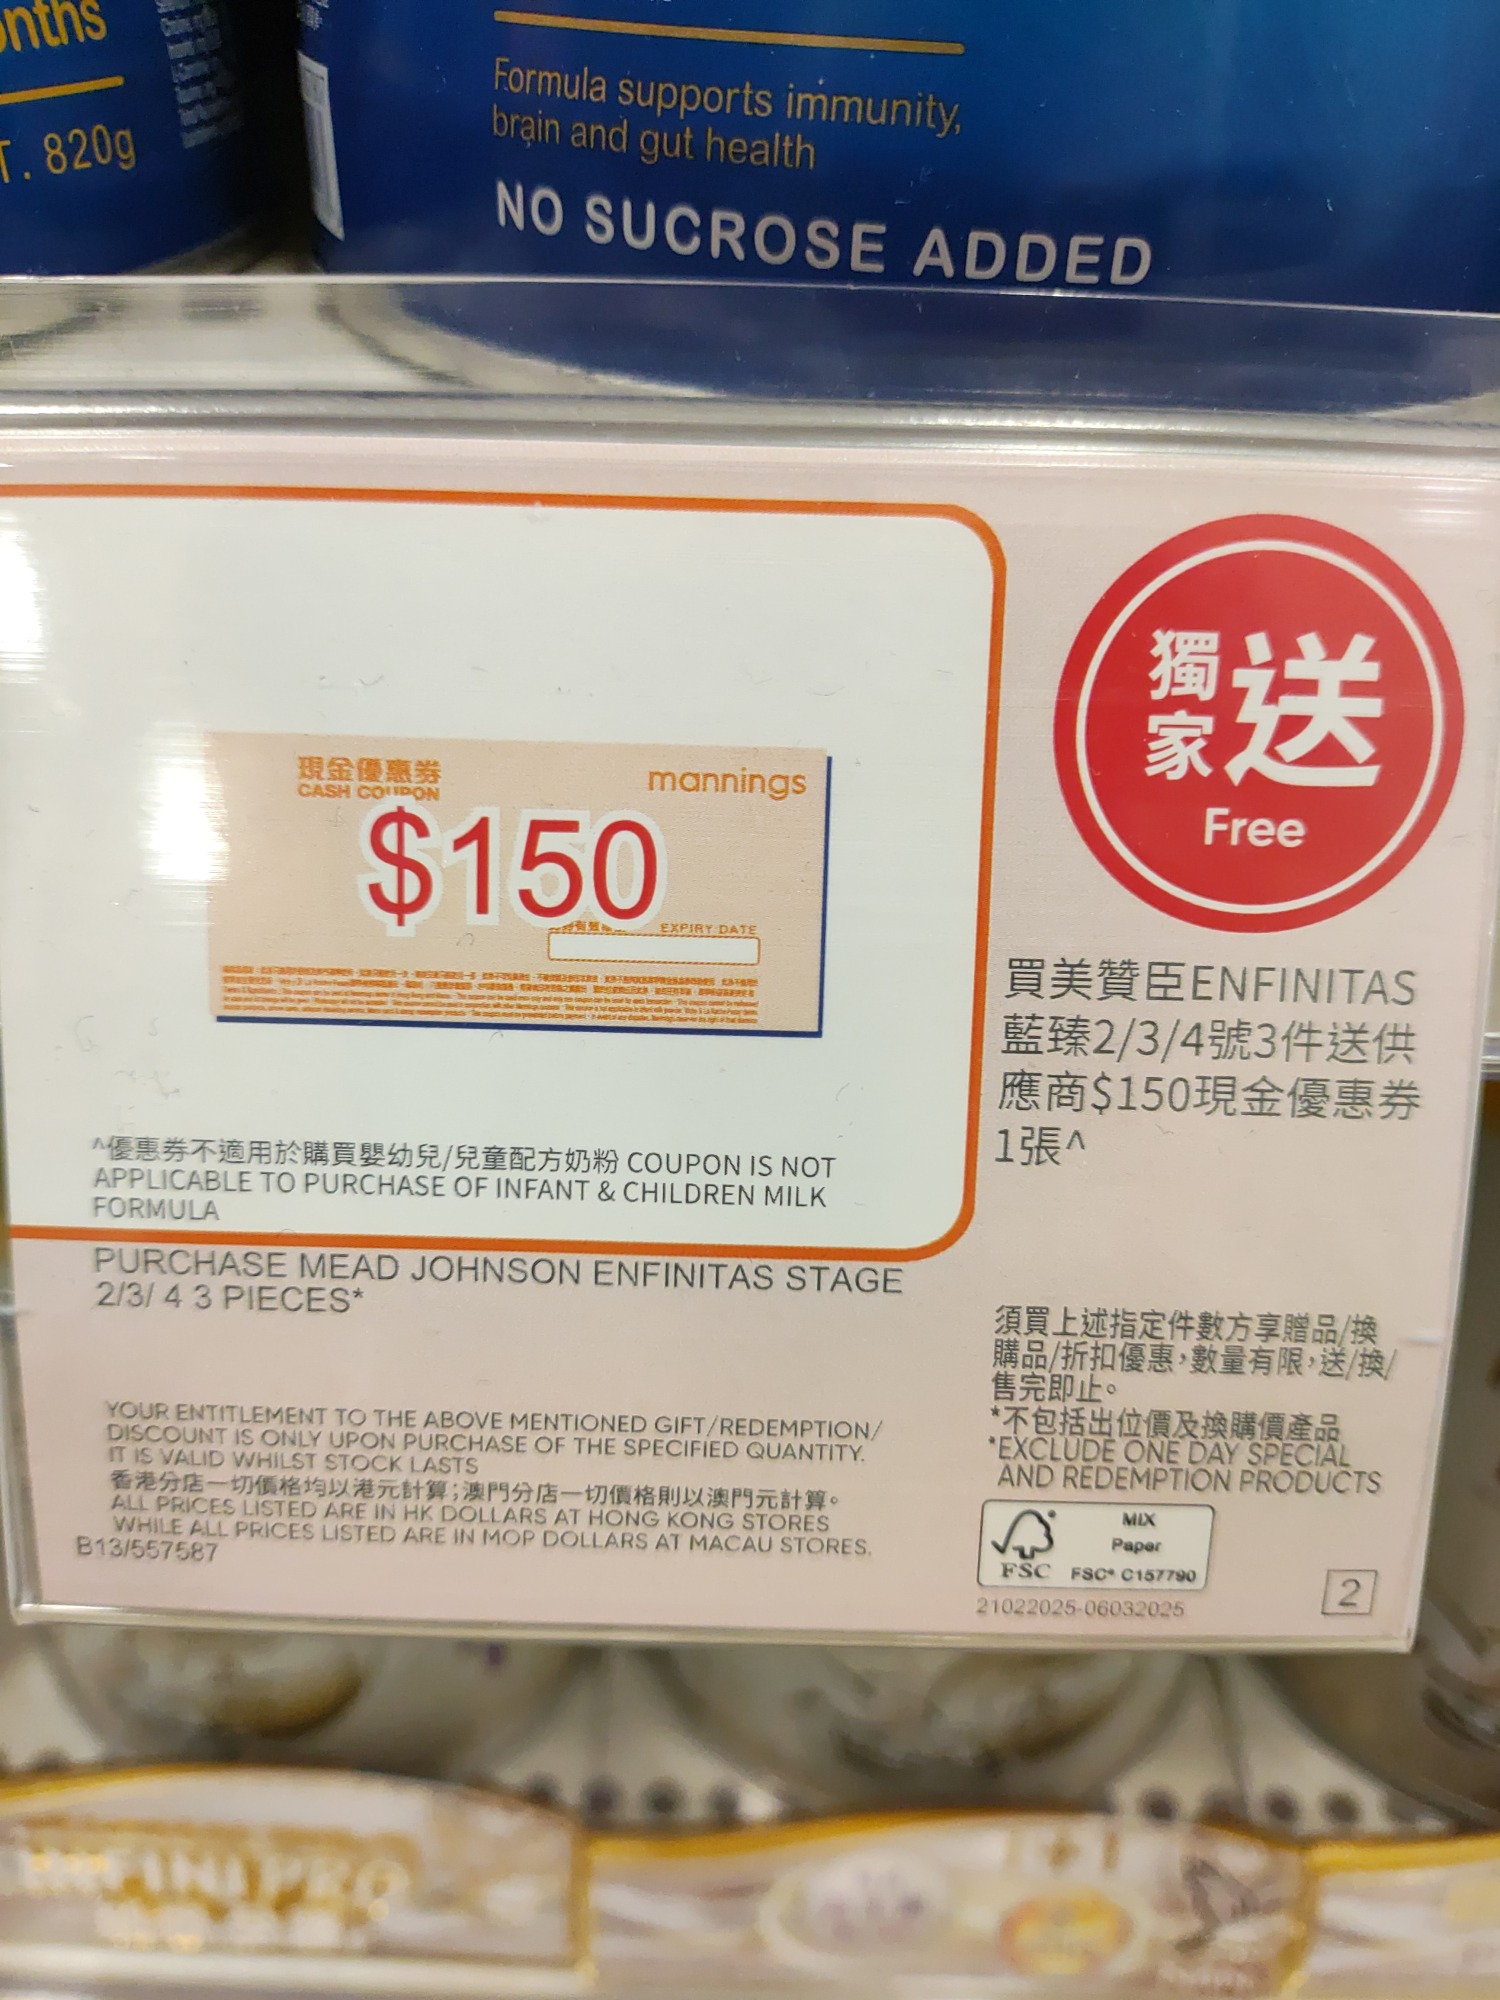 nths
T. 820g
Formula supports immunity,
brain and gut health
NO SUCROSE ADDED
現金優惠券
CASH COUPON
mannings
$150
EXPIRY DATE
獨家送
Free
買美贊臣ENFINITAS
藍臻2/3/4號3件送供
應商$150現金優惠券
1張^
^優惠券不適用於購買嬰幼兒/兒童配方奶粉 COUPON IS NOT
APPLICABLE TO PURCHASE OF INFANT & CHILDREN MILK
FORMULA
PURCHASE MEAD JOHNSON ENFINITAS STAGE
2/3/ 4 3 PIECES*
須買上述指定件數方享贈品/換
購品/折扣優惠，數量有限，送/換/
售完即止。
*不包括出位價及換購價產品
*EXCLUDE ONE DAY SPECIAL
AND REDEMPTION PRODUCTS
YOUR ENTITLEMENT TO THE ABOVE MENTIONED GIFT/REDEMPTION/
DISCOUNT IS ONLY UPON PURCHASE OF THE SPECIFIED QUANTITY.
IT IS VALID WHILST STOCK LASTS
香港分店一切價格均以港元計算；澳門分店一切價格則以澳門元計算。
ALL PRICES LISTED ARE IN HK DOLLARS AT HONG KONG STORES
WHILE ALL PRICES LISTED ARE IN MOP DOLLARS AT MACAU STORES.
B13/557587
FSC
MIX
Paper
FSC® C157790
21022025-06032025
2